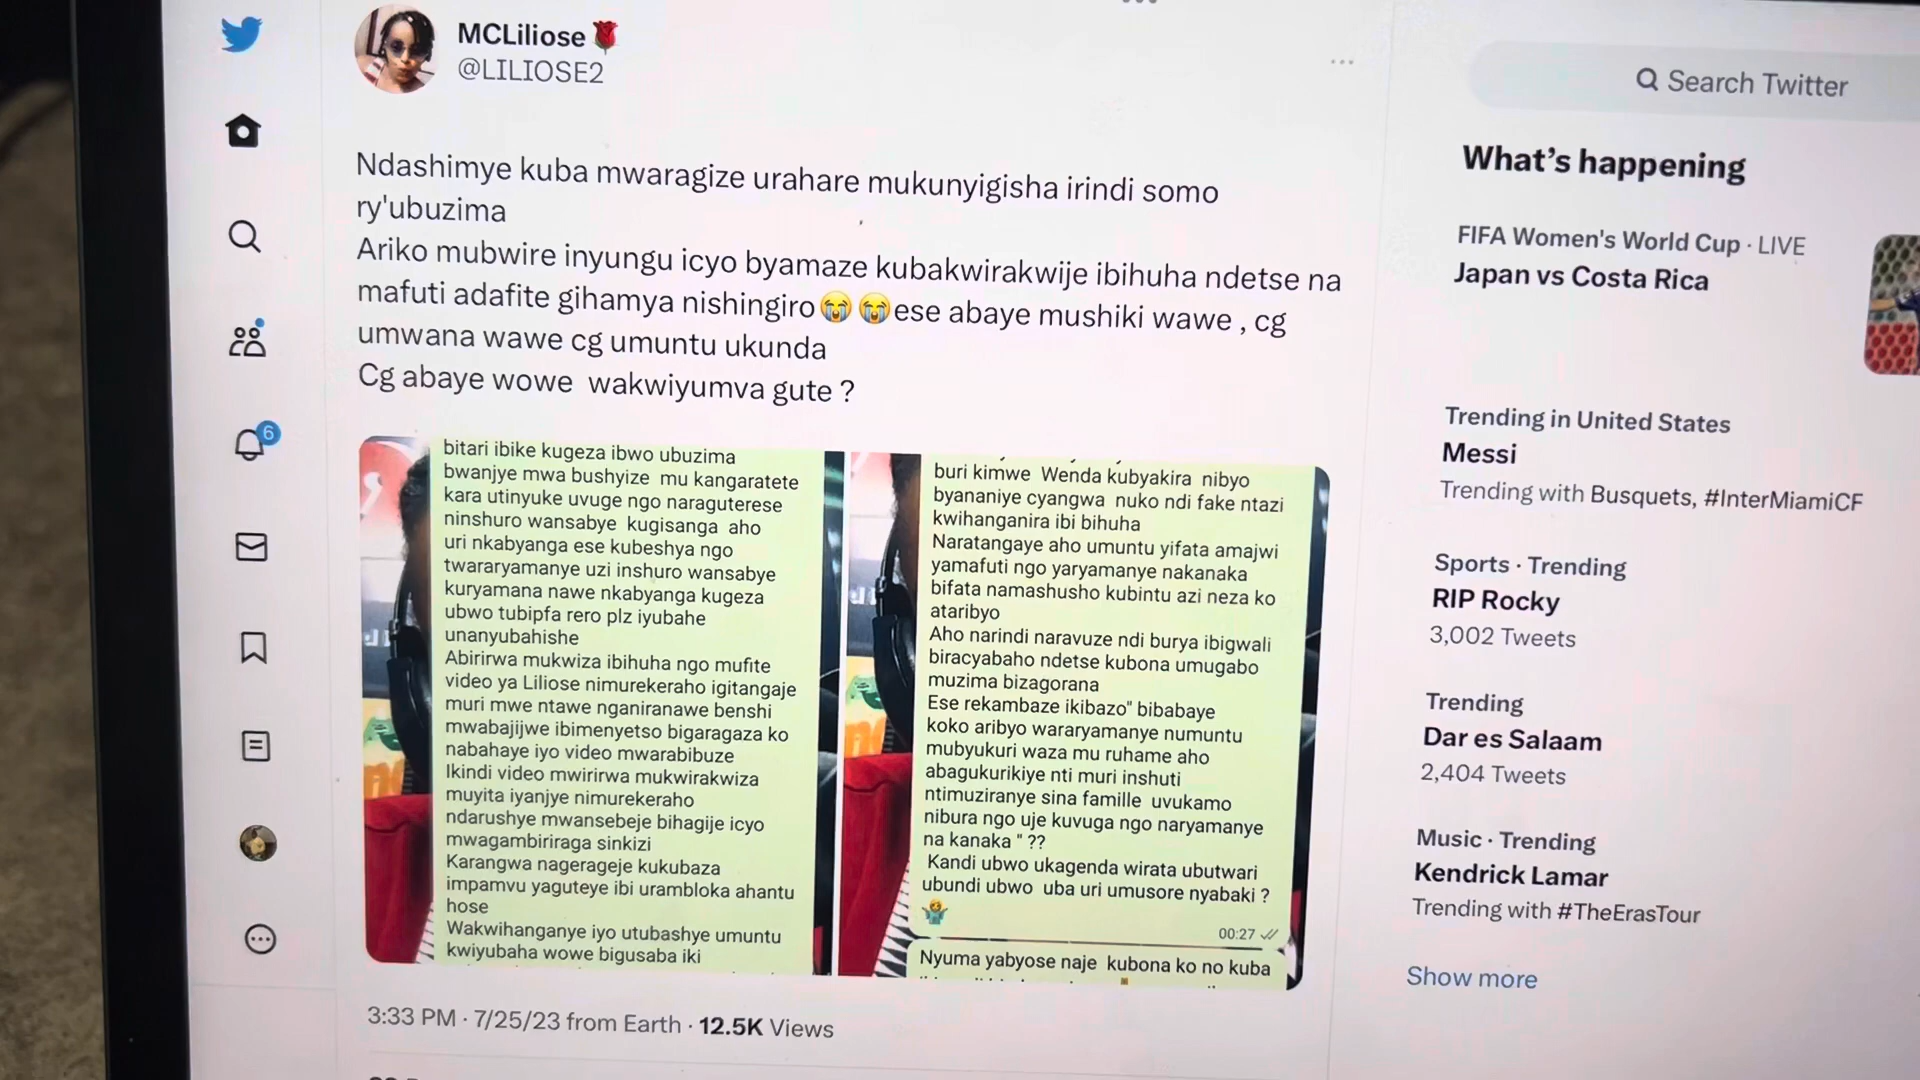 MCLiliose🌹
@LILIOSE2
Ndashimye kuba mwaragize urahare mukunyigisha irindi somo
ry'ubuzima
Ariko mubwire inyungu icyo byamaze kubakwirakwije ibihuha ndetse na
mafuti adafite gihamya nishingiro😭😭ese abaye mushiki wawe , cg
umwana wawe cg umuntu ukunda
Cg abaye wowe wakwiyumva gute ?
bitari ibike kugeza ibwo ubuzima
bwanjye mwa bushyize mu kangaratete
kara utinyuke uvuge ngo naraguterese
ninshuro wansabye kugisanga aho
uri nkabyanga ese kubeshya ngo
twararyamanye uzi inshuro wansabye
kuryamana nawe nkabyanga kugeza
ubwo tubipfa rero plz iyubahe
unanyubahishe
Abirirwa mukwiza ibihuha ngo mufite
video ya Liliose nimurekeraho igitangaje
muri mwe ntawe nganiranawe benshi
mwabajijwe ibimenyetso bigaragaza ko
nabahaye iyo video mwarabibuze
Ikindi video mwirirwa mukwirakwiza
muyita iyanjye nimurekeraho
ndarushye mwansebeje bihagije icyo
mwagambiriraga sinkizi
Karangwa nagerageje kukubaza
impamvu yaguteye ibi urambloka ahantu
hose
Wakwihanganye iyo utubashye umuntu
kwiyubaha wowe bigusaba iki
buri kimwe Wenda kubyakira nibyo
byananiye cyangwa nuko ndi fake ntazi
kwihanganira ibi bihuha
Naratangaye aho umuntu yifata amajwi
yamafuti ngo yaryamanye nakanaka
bifata namashusho kubintu azi neza ko
ataribyo
Aho narindi naravuze ndi burya ibigwali
biracyabaho ndetse kubona umugabo
muzima bizagorana
Ese rekambaze ikibazo" bibabaye
koko aribyo wararyamanye numuntu
mubyukuri waza mu ruhame aho
abagukurikiye nti muri inshuti
ntimuziranye sina famille uvukamo
nibura ngo uje kuvuga ngo naryamanye
na kanaka " ??
Kandi ubwo ukagenda wirata ubutwari
ubundi ubwo uba uri umusore nyabaki ?
🤷
00:27
Nyuma yabyose naje kubona ko no kuba
3:33 PM · 7/25/23 from Earth · 12.5K Views
6
Search Twitter
What's happening
FIFA Women's World Cup · LIVE
Japan vs Costa Rica
Trending in United States
Messi
Trending with Busquets, #InterMiamiCF
Sports · Trending
RIP Rocky
3,002 Tweets
Trending
Dar es Salaam
2,404 Tweets
Music · Trending
Kendrick Lamar
Trending with #TheErasTour
Show more